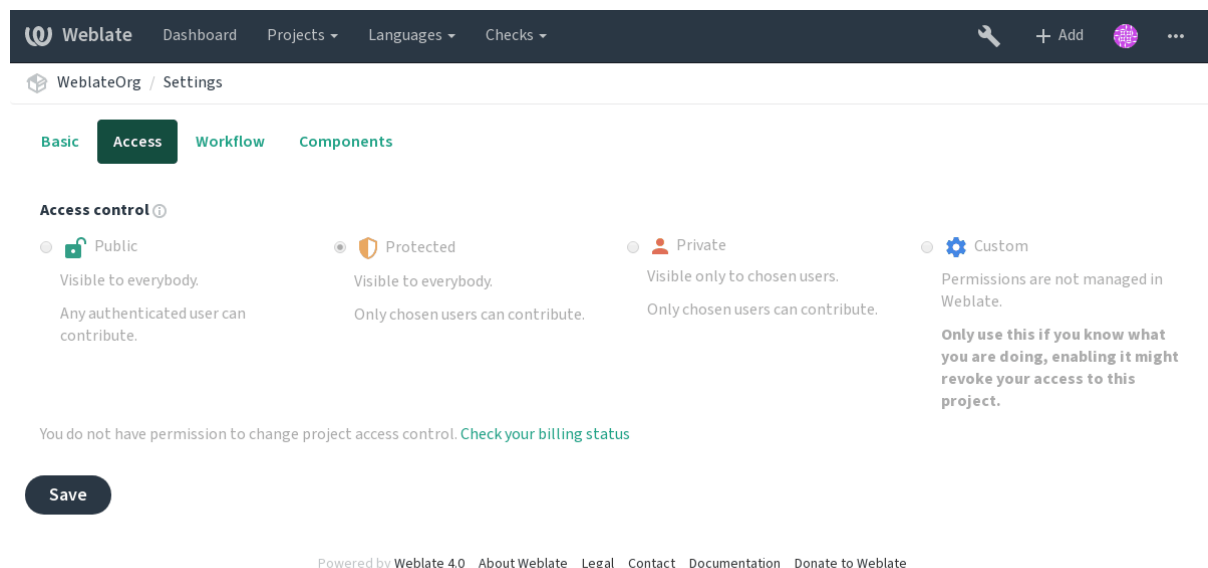 Weblate Dashboard Projects Languages Checks Add
WeblateOrg / Settings
Basic Access Workflow Components
Access control
Public
Visible to everybody.
Any authenticated user can
contribute.
Protected
Visible to everybody.
Only chosen users can contribute.
Private
Visible only to chosen users.
Only chosen users can contribute.
Custom
Permissions are not managed in
Weblate.
Only use this if you know what
you are doing, enabling it might
revoke your access to this
project.
You do not have permission to change project access control. Check your billing status
Save
Powered by Weblate 4.0 About Weblate Legal Contact Documentation Donate to Weblate